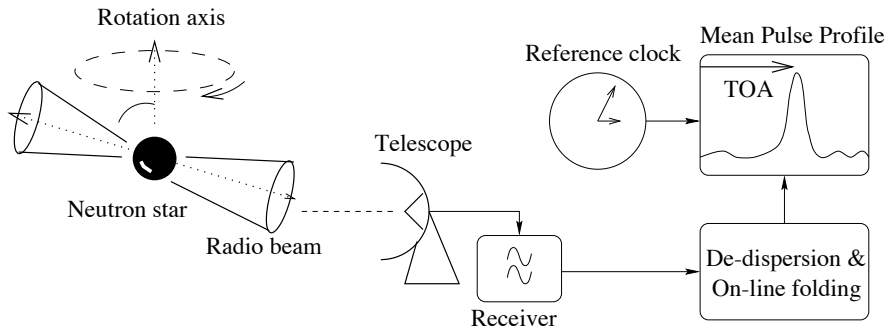 Rotation axis
Neutron star
Radio beam
Telescope
Receiver
Reference clock
Mean Pulse Profile
TOA
De-dispersion &
On-line folding